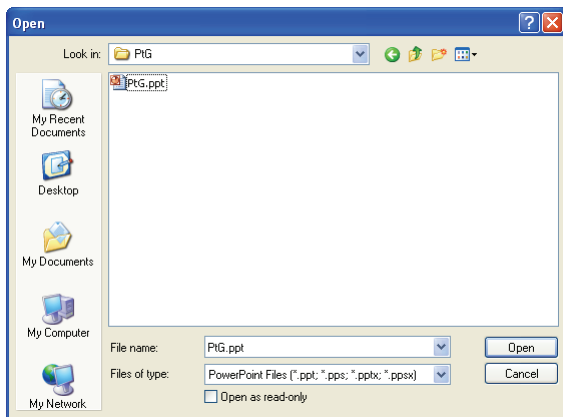 Open
Look in:
PtG
PtG.ppt
My Recent
Documents
Desktop
My Documents
My Computer
My Network
File name:
PtG.ppt
Open
Files of type:
PowerPoint Files (*.ppt; *.pps; *.pptx; *.ppsx)
Cancel
Open as read-only